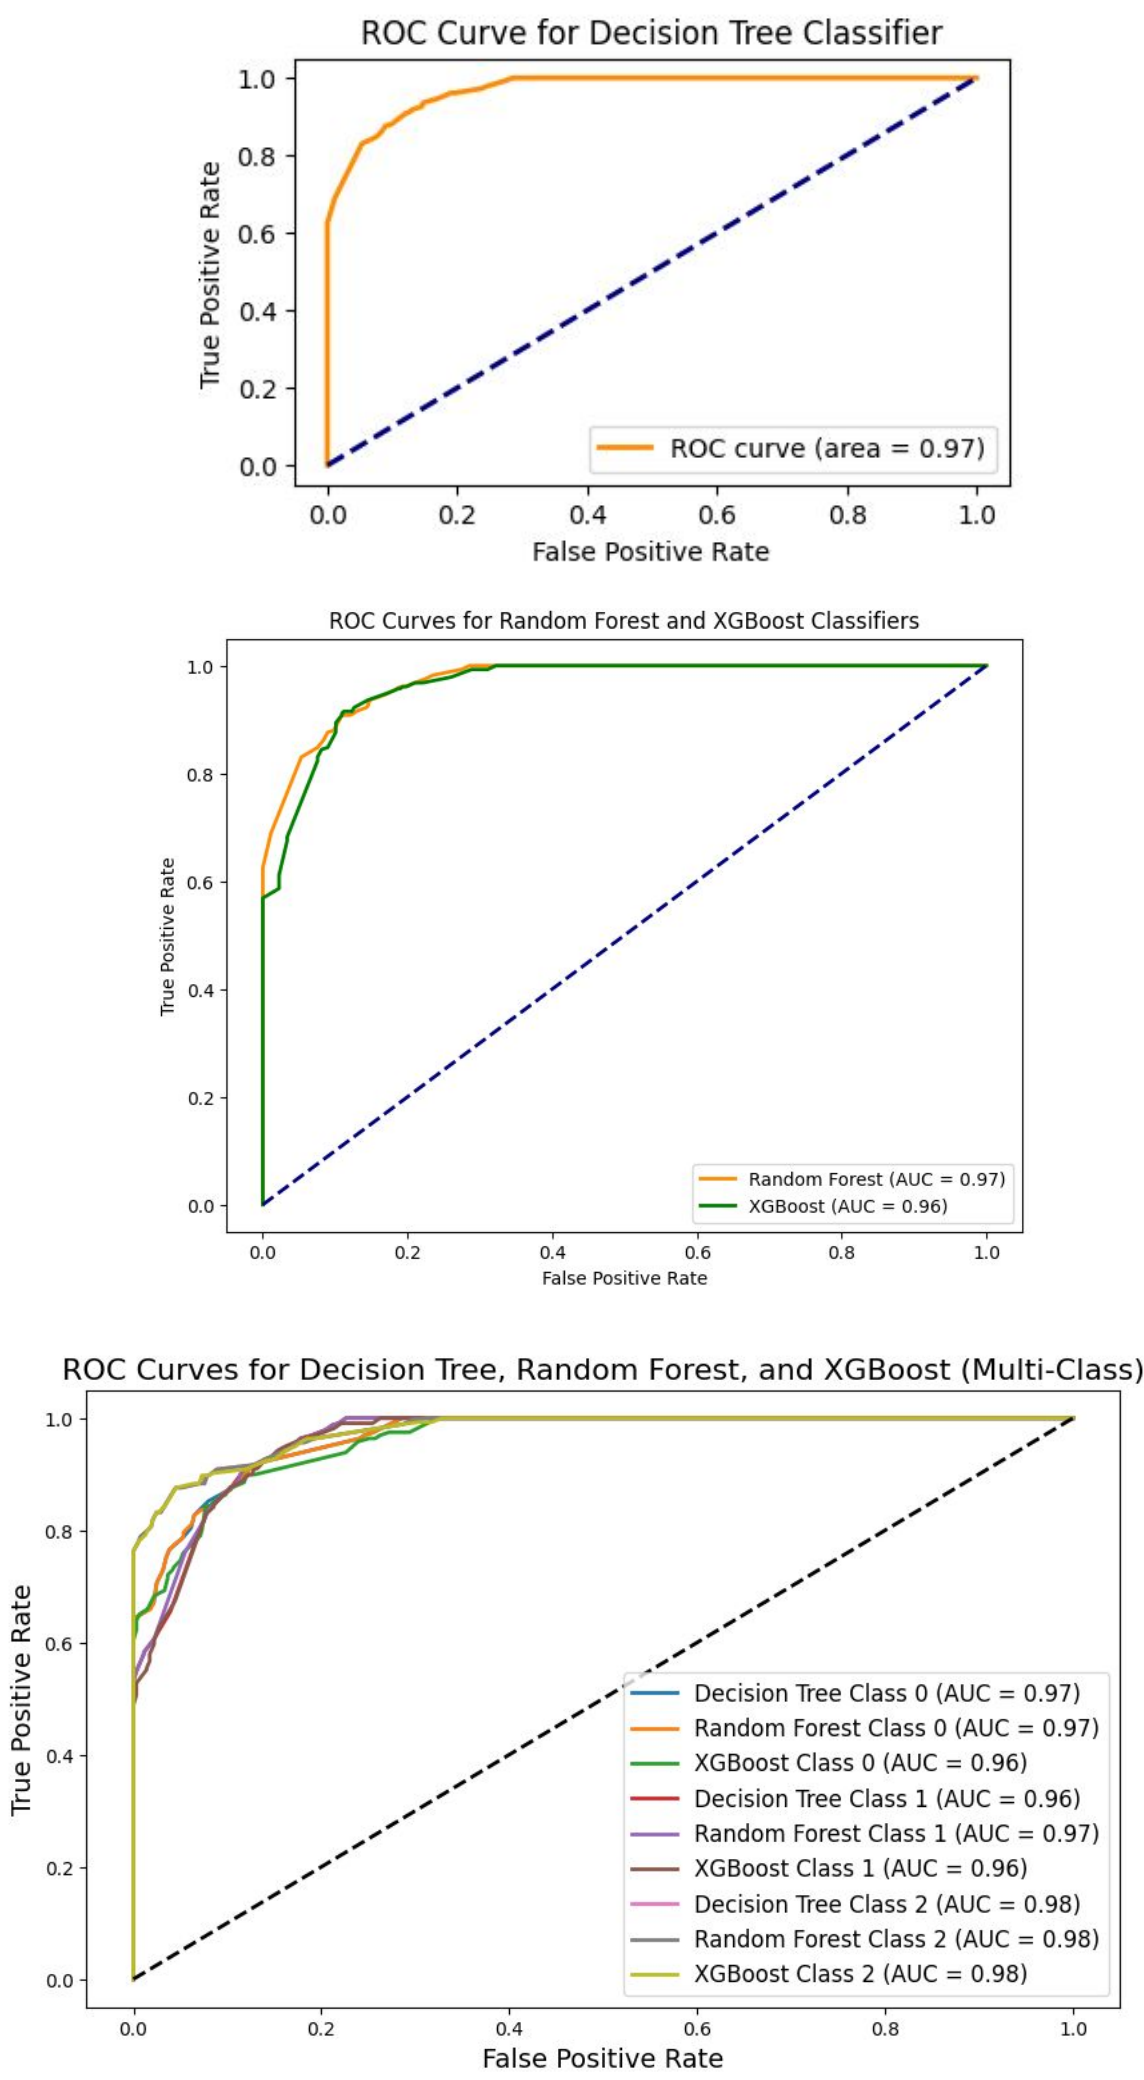 ROC Curve for Decision Tree Classifier
1.0
0.8
0.6
0.4
0.2
0.0
True Positive Rate
ROC curve (area = 0.97)
0.0 0.2 0.4 0.6 0.8 1.0
False Positive Rate
ROC Curves for Random Forest and XGBoost Classifiers
1.0
0.8
0.6
0.4
0.2
0.0
True Positive Rate
Random Forest (AUC = 0.97)
XGBoost (AUC = 0.96)
0.0 0.2 0.4 0.6 0.8 1.0
False Positive Rate
ROC Curves for Decision Tree, Random Forest, and XGBoost (Multi-Class)
1.0
0.8
0.6
0.4
0.2
0.0
True Positive Rate
Decision Tree Class 0 (AUC = 0.97)
Random Forest Class 0 (AUC = 0.97)
XGBoost Class 0 (AUC = 0.96)
Decision Tree Class 1 (AUC = 0.96)
Random Forest Class 1 (AUC = 0.97)
XGBoost Class 1 (AUC = 0.96)
Decision Tree Class 2 (AUC = 0.98)
Random Forest Class 2 (AUC = 0.98)
XGBoost Class 2 (AUC = 0.98)
0.0 0.2 0.4 0.6 0.8 1.0
False Positive Rate